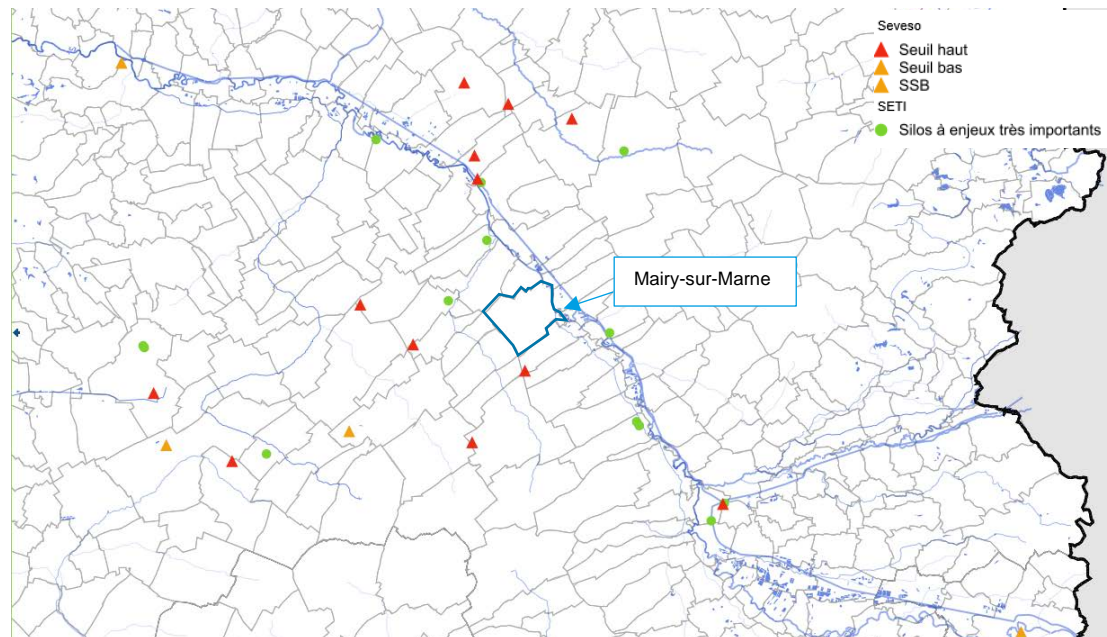 Seveso
Seuil haut
Seuil bas
SSB
SETI
Silos à enjeux très importants
Mairy-sur-Marne